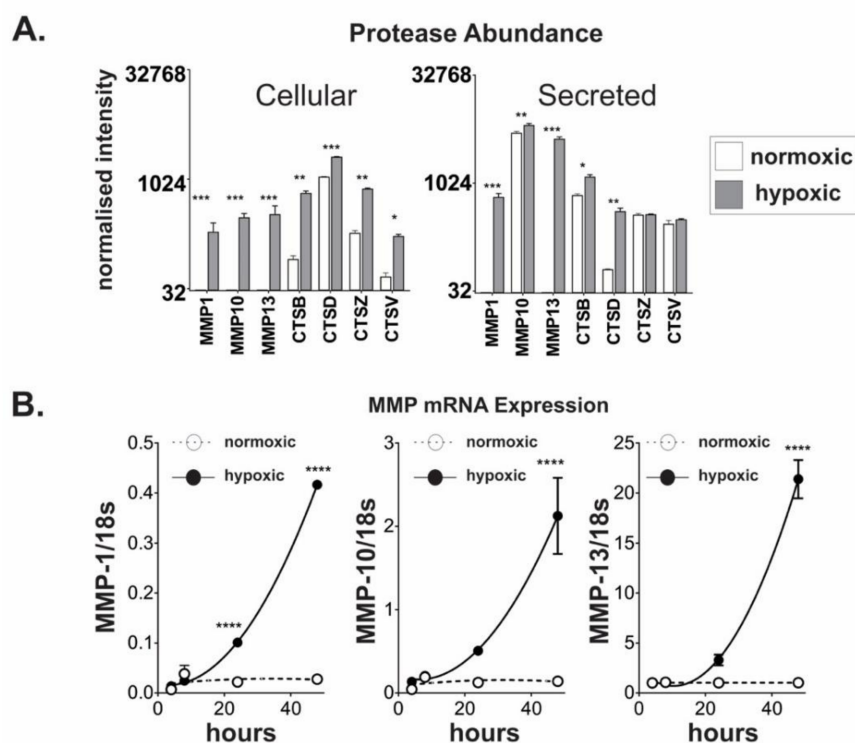 A.
Protease Abundance
normalised intensity
32768
1024
32
Cellular
***
***
***
**
***
**
*
MMP1
MMP10
MMP13
CTSB
CTSD
CTSZ
CTSV
32768
1024
32
Secreted
***
**
***
*
**
MMP1
MMP10
MMP13
CTSB
CTSD
CTSZ
CTSV
normoxic
hypoxic
B.
MMP mRNA Expression
MMP-1/18s
0.5
0.4
0.3
0.2
0.1
0.0
normoxic
hypoxic
****
****
0 20 40
hours
MMP-10/18s
3
2
1
0
normoxic
hypoxic
****
0 20 40
hours
MMP-13/18s
25
20
15
10
5
0
normoxic
hypoxic
****
0 20 40
hours